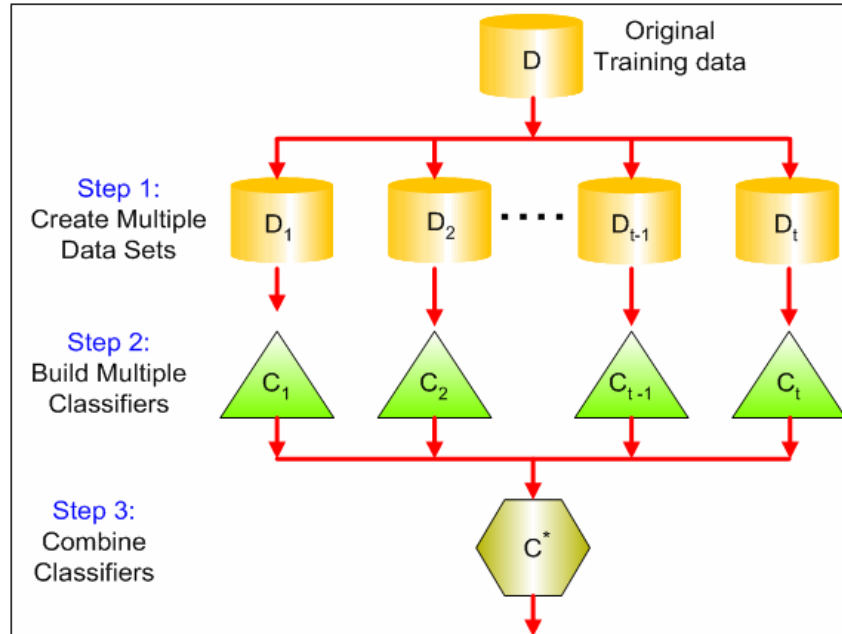 Original
Training data
D
Step 1:
Create Multiple
Data Sets
D₁
D₂
....
Dₜ₋₁
Dₜ
Step 2:
Build Multiple
Classifiers
C₁
C₂
Cₜ₋₁
Cₜ
Step 3:
Combine
Classifiers
C*